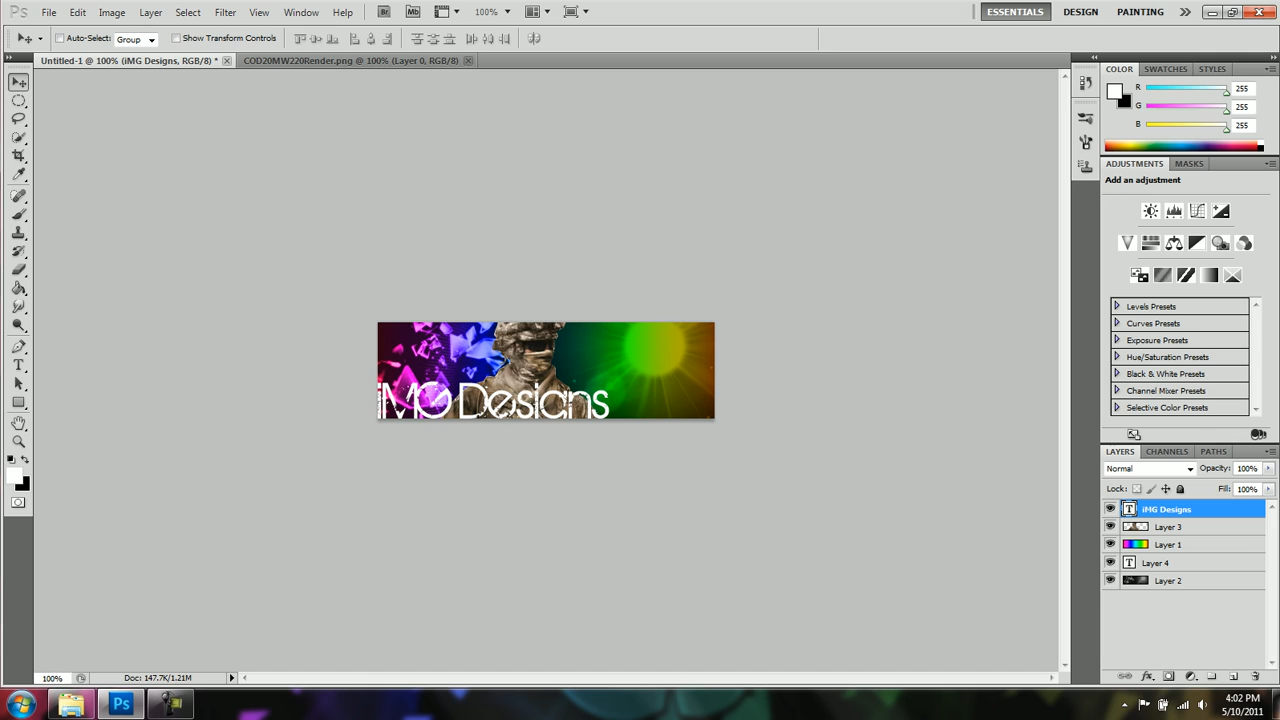 Ps File Edit Image Layer Select Filter View Window Help Br Mb 100% ESSENTIALS DESIGN PAINTING
Auto-Select: Group Show Transform Controls
Untitled-1 @ 100% (iMG Designs, RGB/8) * COD20MW220Render.png @ 100% (Layer 0, RGB/8)
COLOR SWATCHES STYLES
R 255
G 255
B 255
ADJUSTMENTS MASKS
Add an adjustment
Levels Presets
Curves Presets
Exposure Presets
Hue/Saturation Presets
Black & White Presets
Channel Mixer Presets
Selective Color Presets
iMG Designs
LAYERS CHANNELS PATHS
Normal Opacity: 100%
Lock: Fill: 100%
T iMG Designs
Layer 3
Layer 1
T Layer 4
Layer 2
100% Doc: 147.7K/1.21M
Ps
4:02 PM
5/10/2011